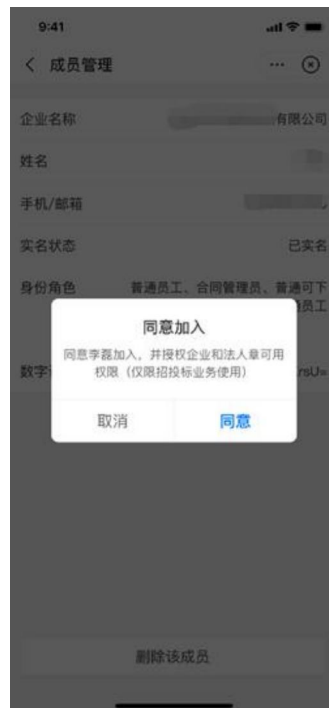 9:41
成员管理
企业名称 有限公司
姓名
手机/邮箱
实名状态 已实名
身份角色 普通员工、合同管理员、普通可下
员工
同意加入
同意李磊加入，并授权企业和法人章可用
权限（仅限招投标业务使用）
数字 rsU=
取消 同意
删除该成员